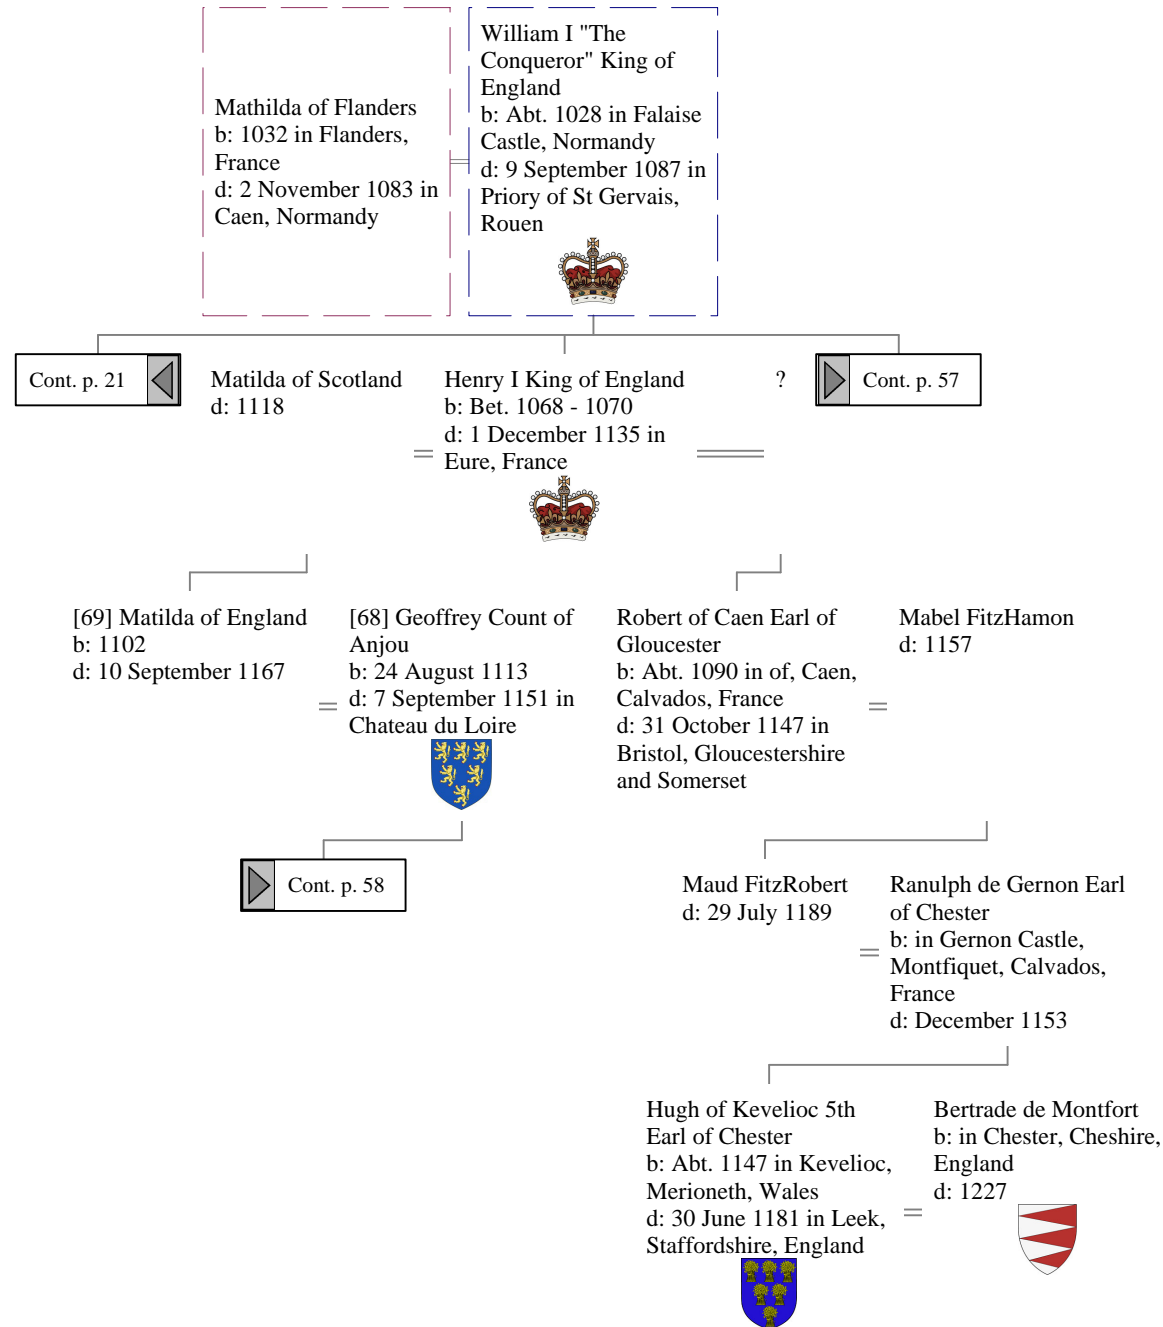 Mathilda of Flanders
b: 1032 in Flanders,
France
d: 2 November 1083 in
Caen, Normandy
William I "The
Conqueror" King of
England
b: Abt. 1028 in Falaise
Castle, Normandy
d: 9 September 1087 in
Priory of St Gervais,
Rouen
Cont. p. 21
Matilda of Scotland
d: 1118
Henry I King of England
b: Bet. 1068 - 1070
d: 1 December 1135 in
Eure, France
?
Cont. p. 57
[69] Matilda of England
b: 1102
d: 10 September 1167
[68] Geoffrey Count of
Anjou
b: 24 August 1113
d: 7 September 1151 in
Chateau du Loire
Robert of Caen Earl of
Gloucester
b: Abt. 1090 in of, Caen,
Calvados, France
d: 31 October 1147 in
Bristol, Gloucestershire
and Somerset
Mabel FitzHamon
d: 1157
Cont. p. 58
Maud FitzRobert
d: 29 July 1189
Ranulph de Gernon Earl
of Chester
b: in Gernon Castle,
Montfiquet, Calvados,
France
d: December 1153
Hugh of Kevelioc 5th
Earl of Chester
b: Abt. 1147 in Kevelioc,
Merioneth, Wales
d: 30 June 1181 in Leek,
Staffordshire, England
Bertrade de Montfort
b: in Chester, Cheshire,
England
d: 1227